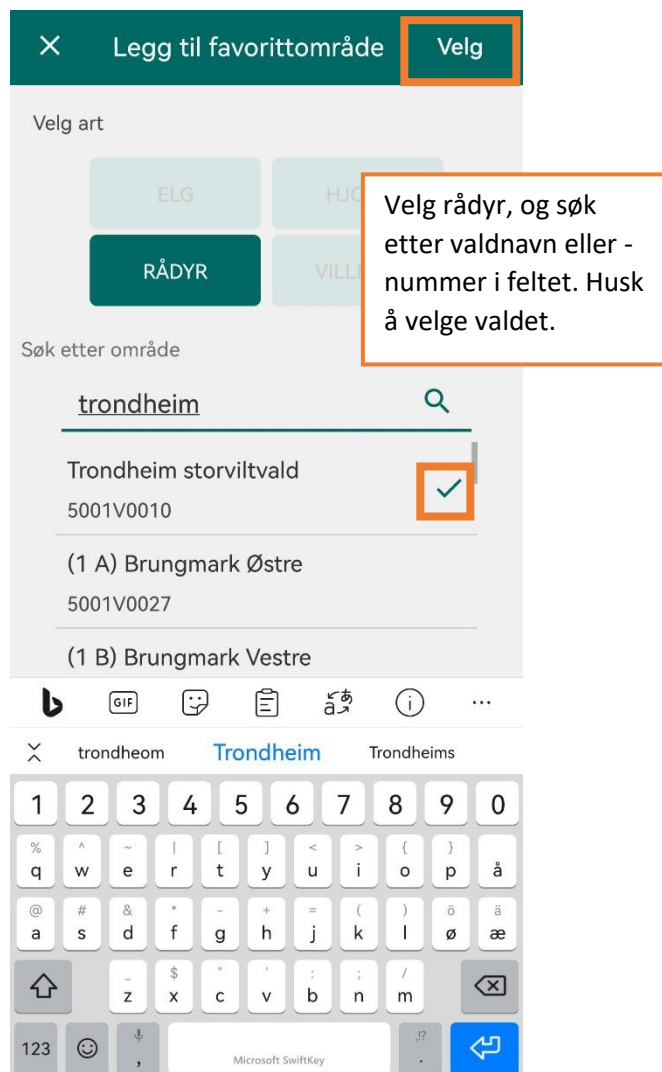 Legg til favorittområde
Velg
Velg art
ELG
HJO
RÅDYR
VILLR
Velg rådyr, og søk
etter valdnavn eller -
nummer i feltet. Husk
å velge valdet.
Søk etter område
trondheim
Trondheim storviltvald
5001V0010
(1 A) Brungmark Østre
5001V0027
(1 B) Brungmark Vestre
GIF
trondheom Trondheim Trondheims
1 2 3 4 5 6 7 8 9 0
% ^ ~ | [ ] < > { }
q w e r t y u i o p å
@ # & * - + = ( ) ö ä
a s d f g h j k l ø æ
_ $ " ' : ; /
z x c v b n m
123 , Microsoft SwiftKey ,!? .